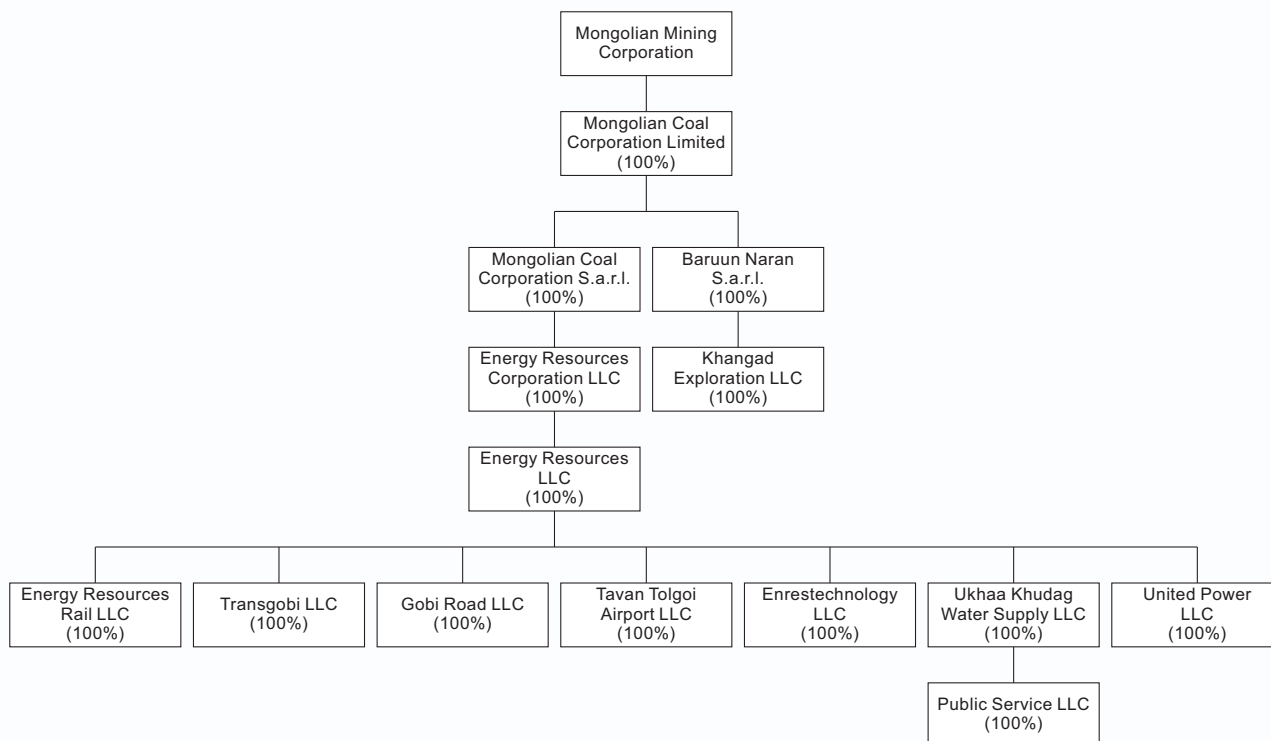 Mongolian Mining
Corporation
Mongolian Coal
Corporation Limited
(100%)
Mongolian Coal
Corporation S.a.r.l.
(100%)
Baruun Naran
S.a.r.l.
(100%)
Energy Resources
Corporation LLC
(100%)
Khangad
Exploration LLC
(100%)
Energy Resources
LLC
(100%)
Energy Resources
Rail LLC
(100%)
Transgobi LLC
(100%)
Gobi Road LLC
(100%)
Tavan Tolgoi
Airport LLC
(100%)
Enrestechnology
LLC
(100%)
Ukhaa Khudag
Water Supply LLC
(100%)
United Power
LLC
(100%)
Public Service LLC
(100%)